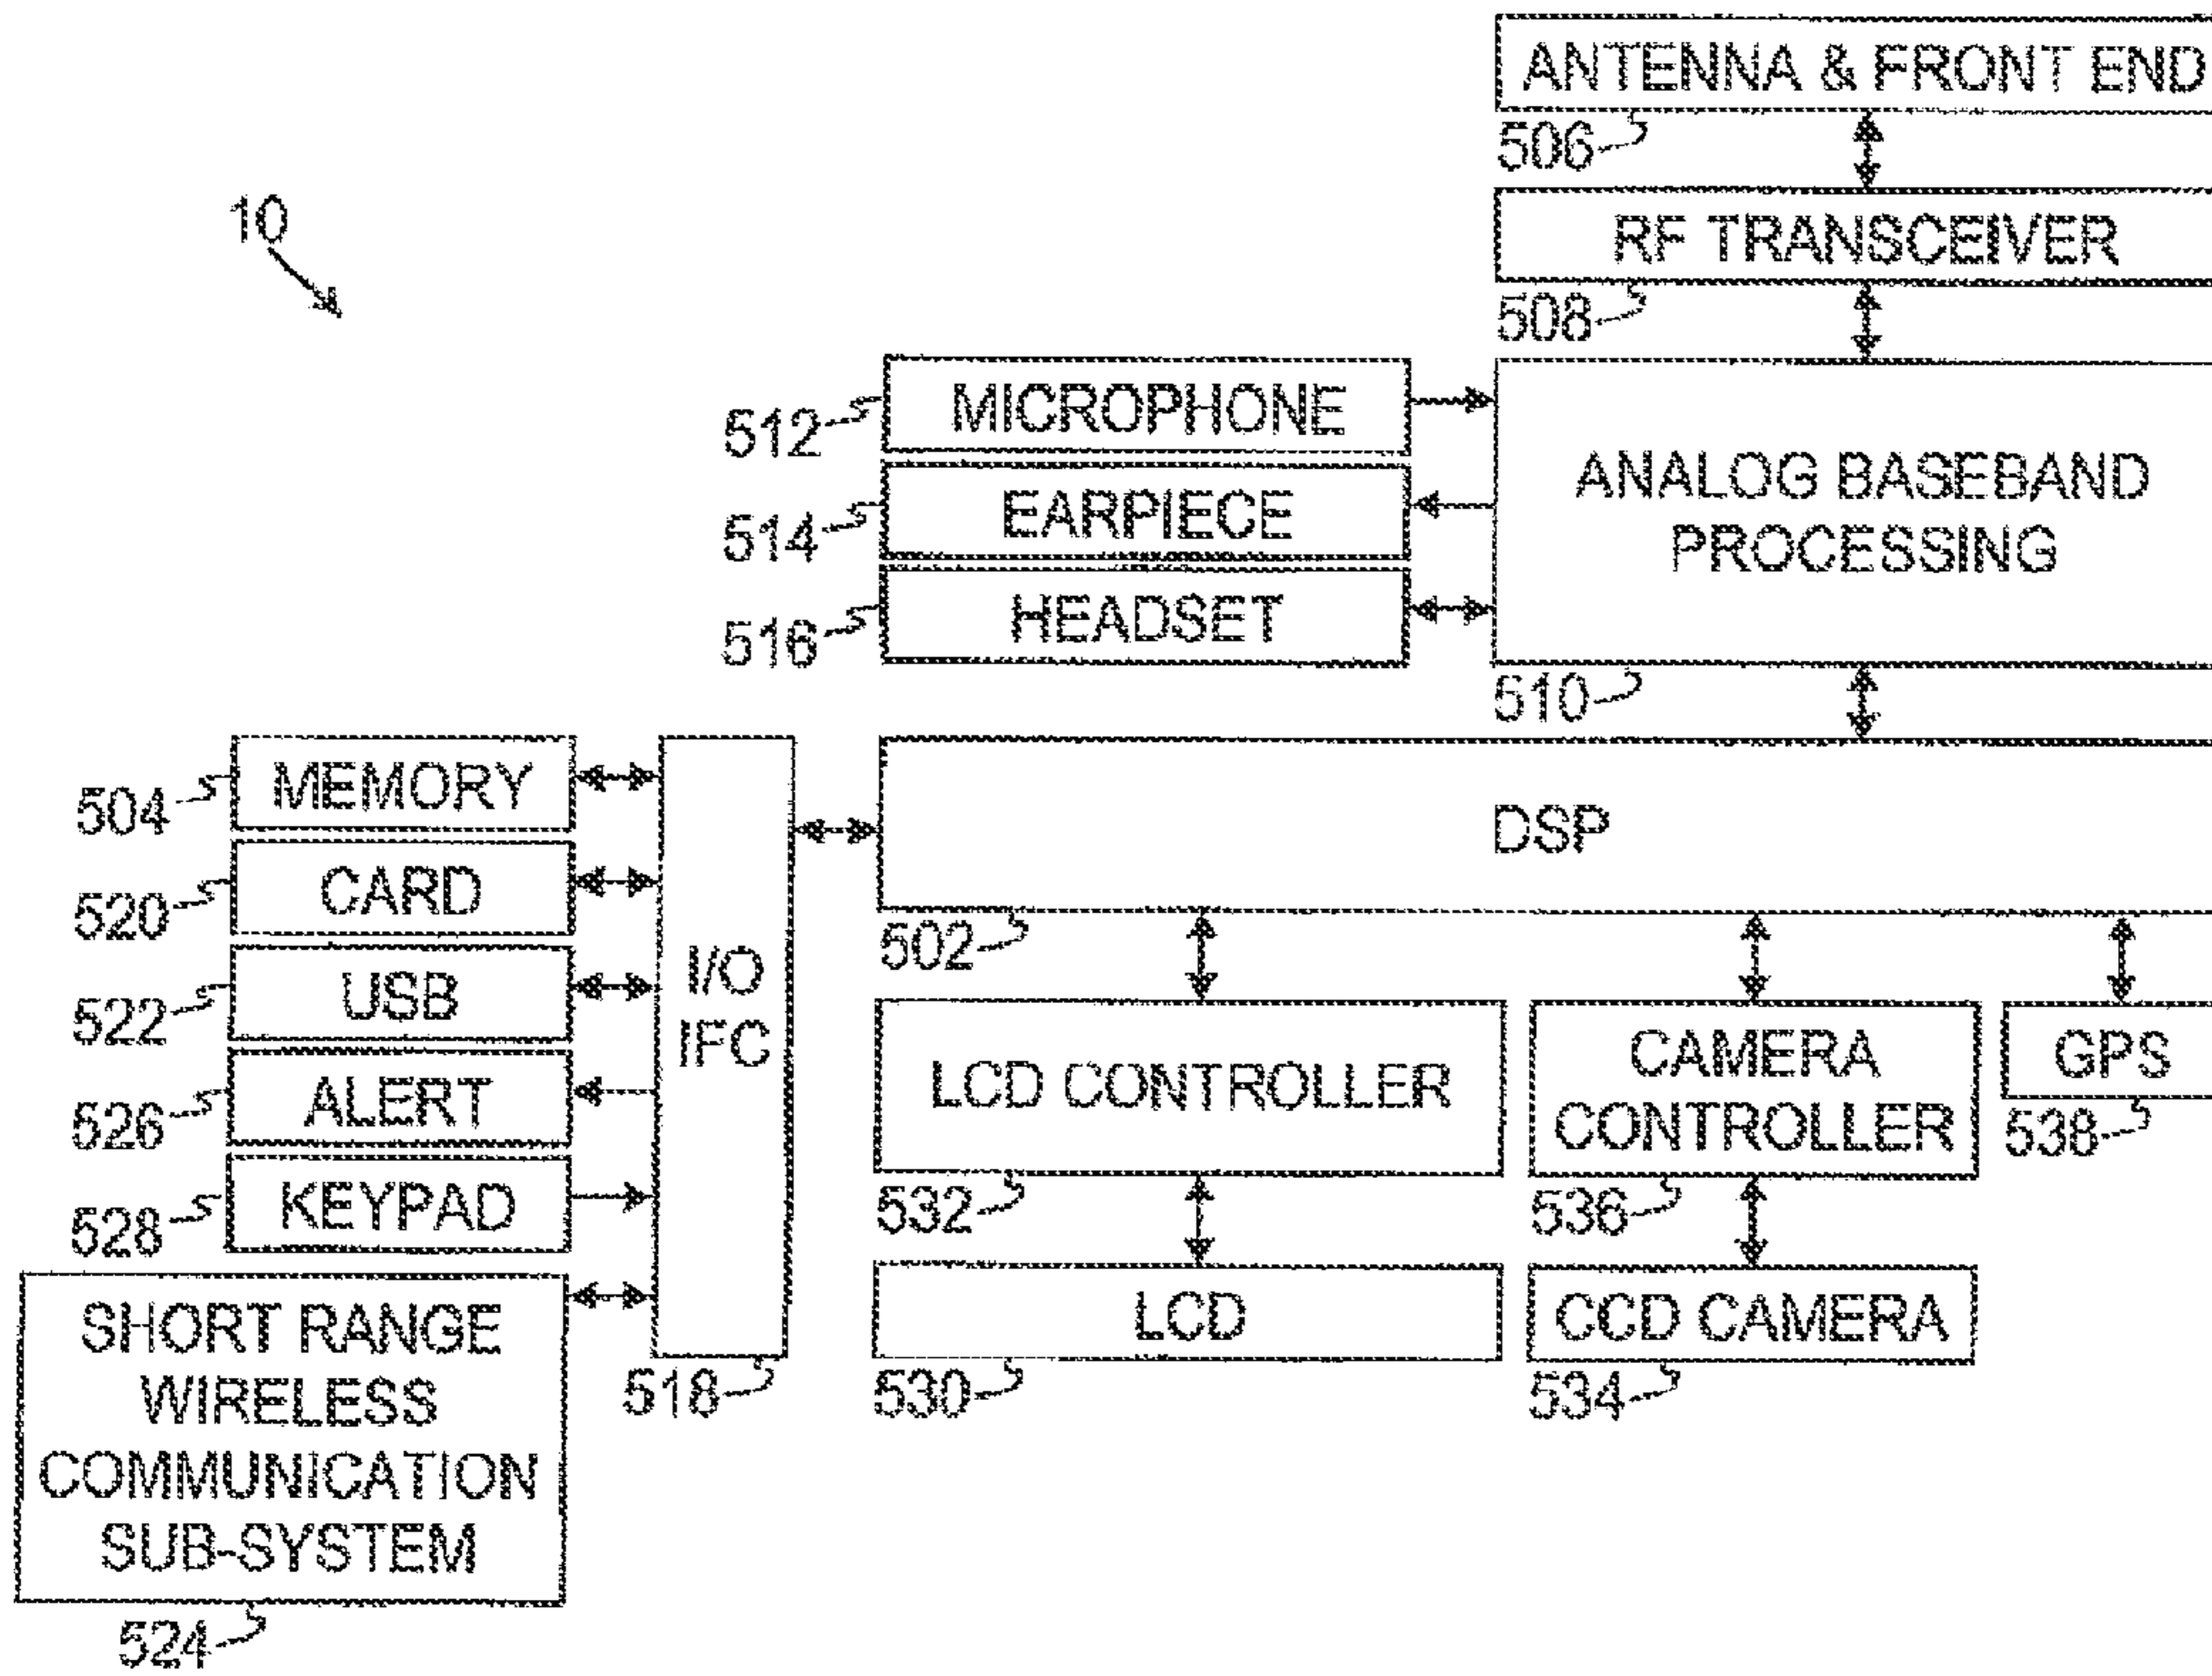 ANTENNA & FRONT END
506
10
RF TRANSCEIVER
508
512
MICROPHONE
514
EARPIECE
516
HEADSET
ANALOG BASEBAND
PROCESSING
510
504
MEMORY
520
CARD
522
USB
526
ALERT
528
KEYPAD
SHORT RANGE
WIRELESS
COMMUNICATION
SUB-SYSTEM
524
I/O
IFC
518
DSP
502
LCD CONTROLLER
532
LCD
530
CAMERA
CONTROLLER
536
CCD CAMERA
534
GPS
538